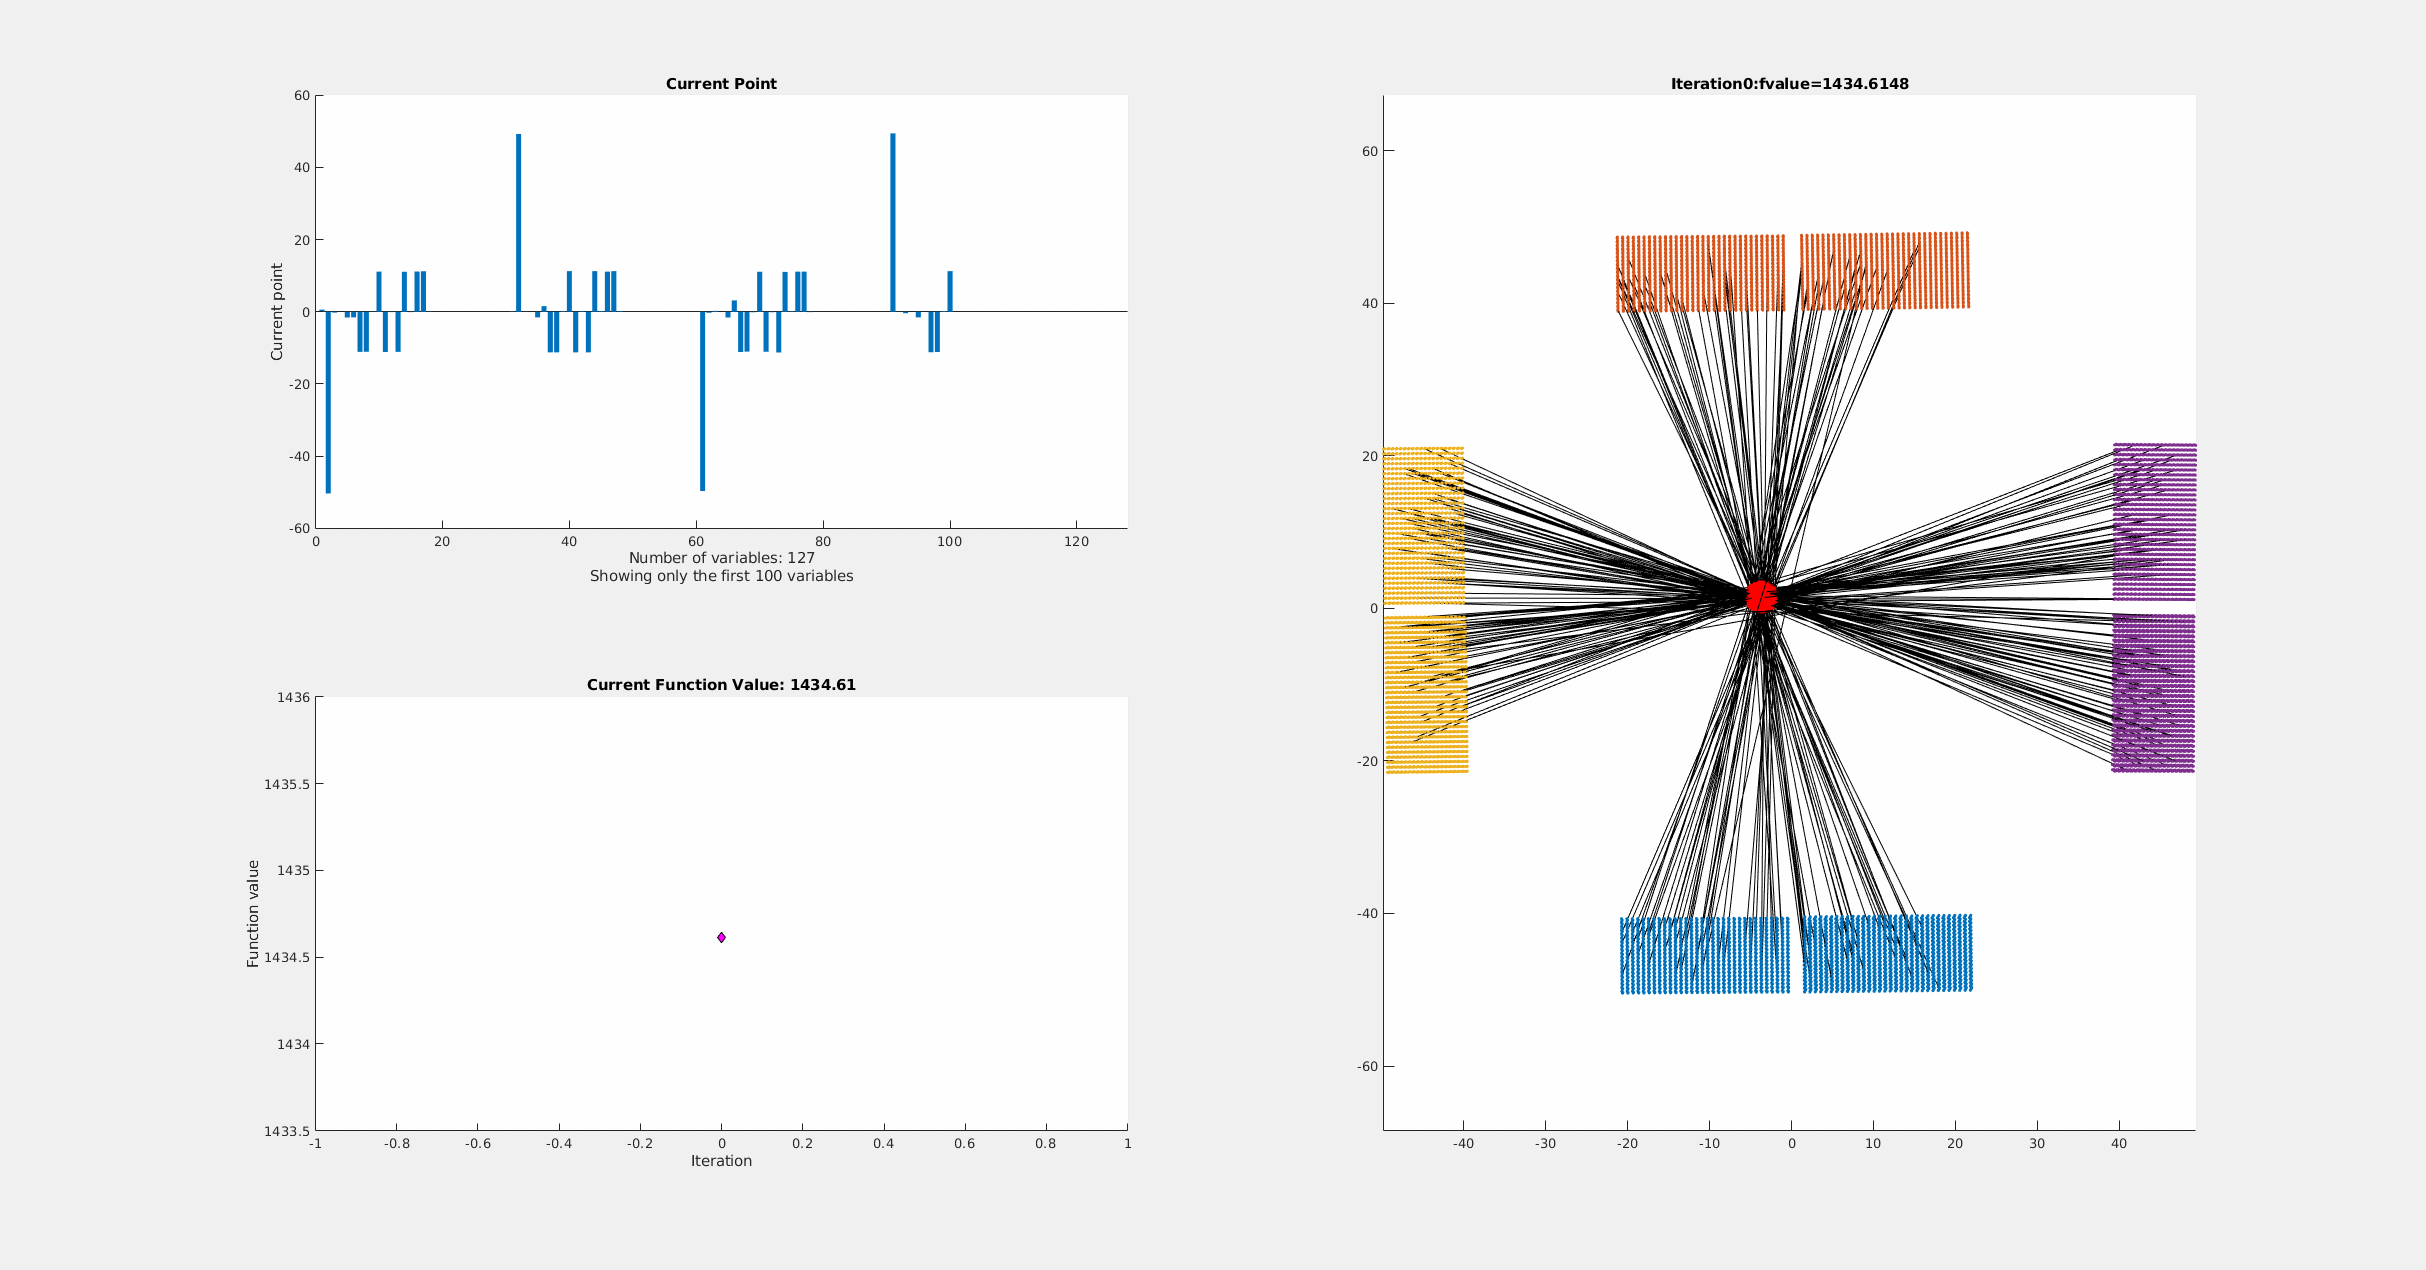 Current Point
60
40
20
0
-20
-40
-60
Current point
0 20 40 60 80 100 120
Number of variables: 127
Showing only the first 100 variables
Current Function Value: 1434.61
1436
1435.5
1435
1434.5
1434
1433.5
Function value
-1 -0.8 -0.6 -0.4 -0.2 0 0.2 0.4 0.6 0.8 1
Iteration
Iteration0:fvalue=1434.6148
60
40
20
0
-20
-40
-60
-40 -30 -20 -10 0 10 20 30 40